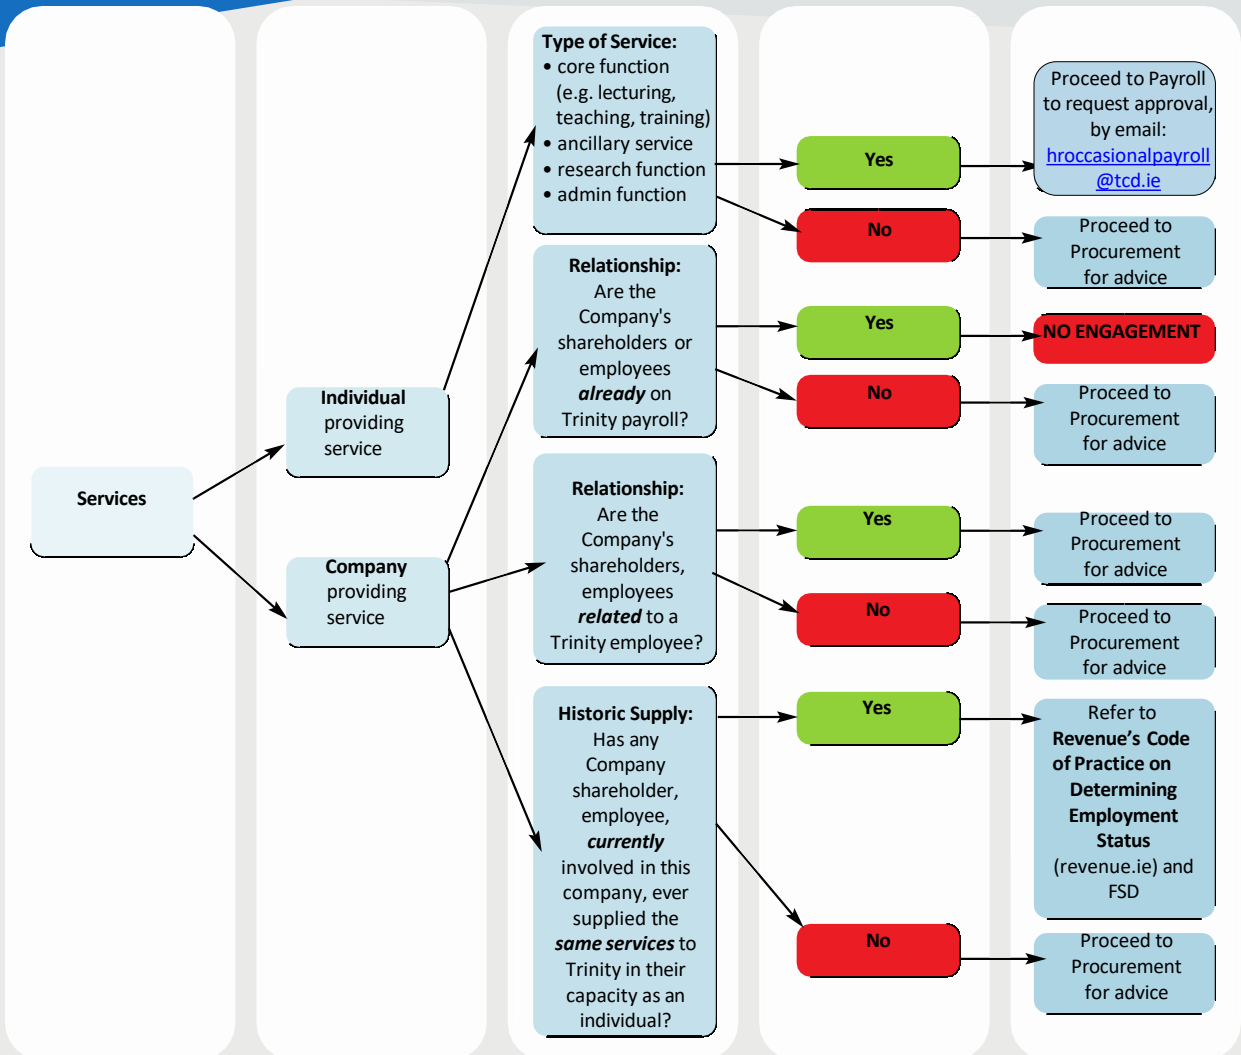 Services
Individual
providing
service
Company
providing
service
Type of Service:
• core function
(e.g. lecturing,
teaching, training)
• ancillary service
• research function
• admin function
Yes
Proceed to Payroll
to request approval,
by email:
hroccasionalpayroll
@tcd.ie
No
Proceed to
Procurement
for advice
Relationship:
Are the
Company's
shareholders or
employees
already on
Trinity payroll?
Yes
NO ENGAGEMENT
No
Proceed to
Procurement
for advice
Relationship:
Are the
Company's
shareholders,
employees
related to a
Trinity employee?
Yes
Proceed to
Procurement
for advice
No
Proceed to
Procurement
for advice
Historic Supply:
Has any
Company
shareholder,
employee,
currently
involved in this
company, ever
supplied the
same services to
Trinity in their
capacity as an
individual?
Yes
Refer to
Revenue’s Code
of Practice on
Determining
Employment
Status
(revenue.ie) and
FSD
No
Proceed to
Procurement
for advice